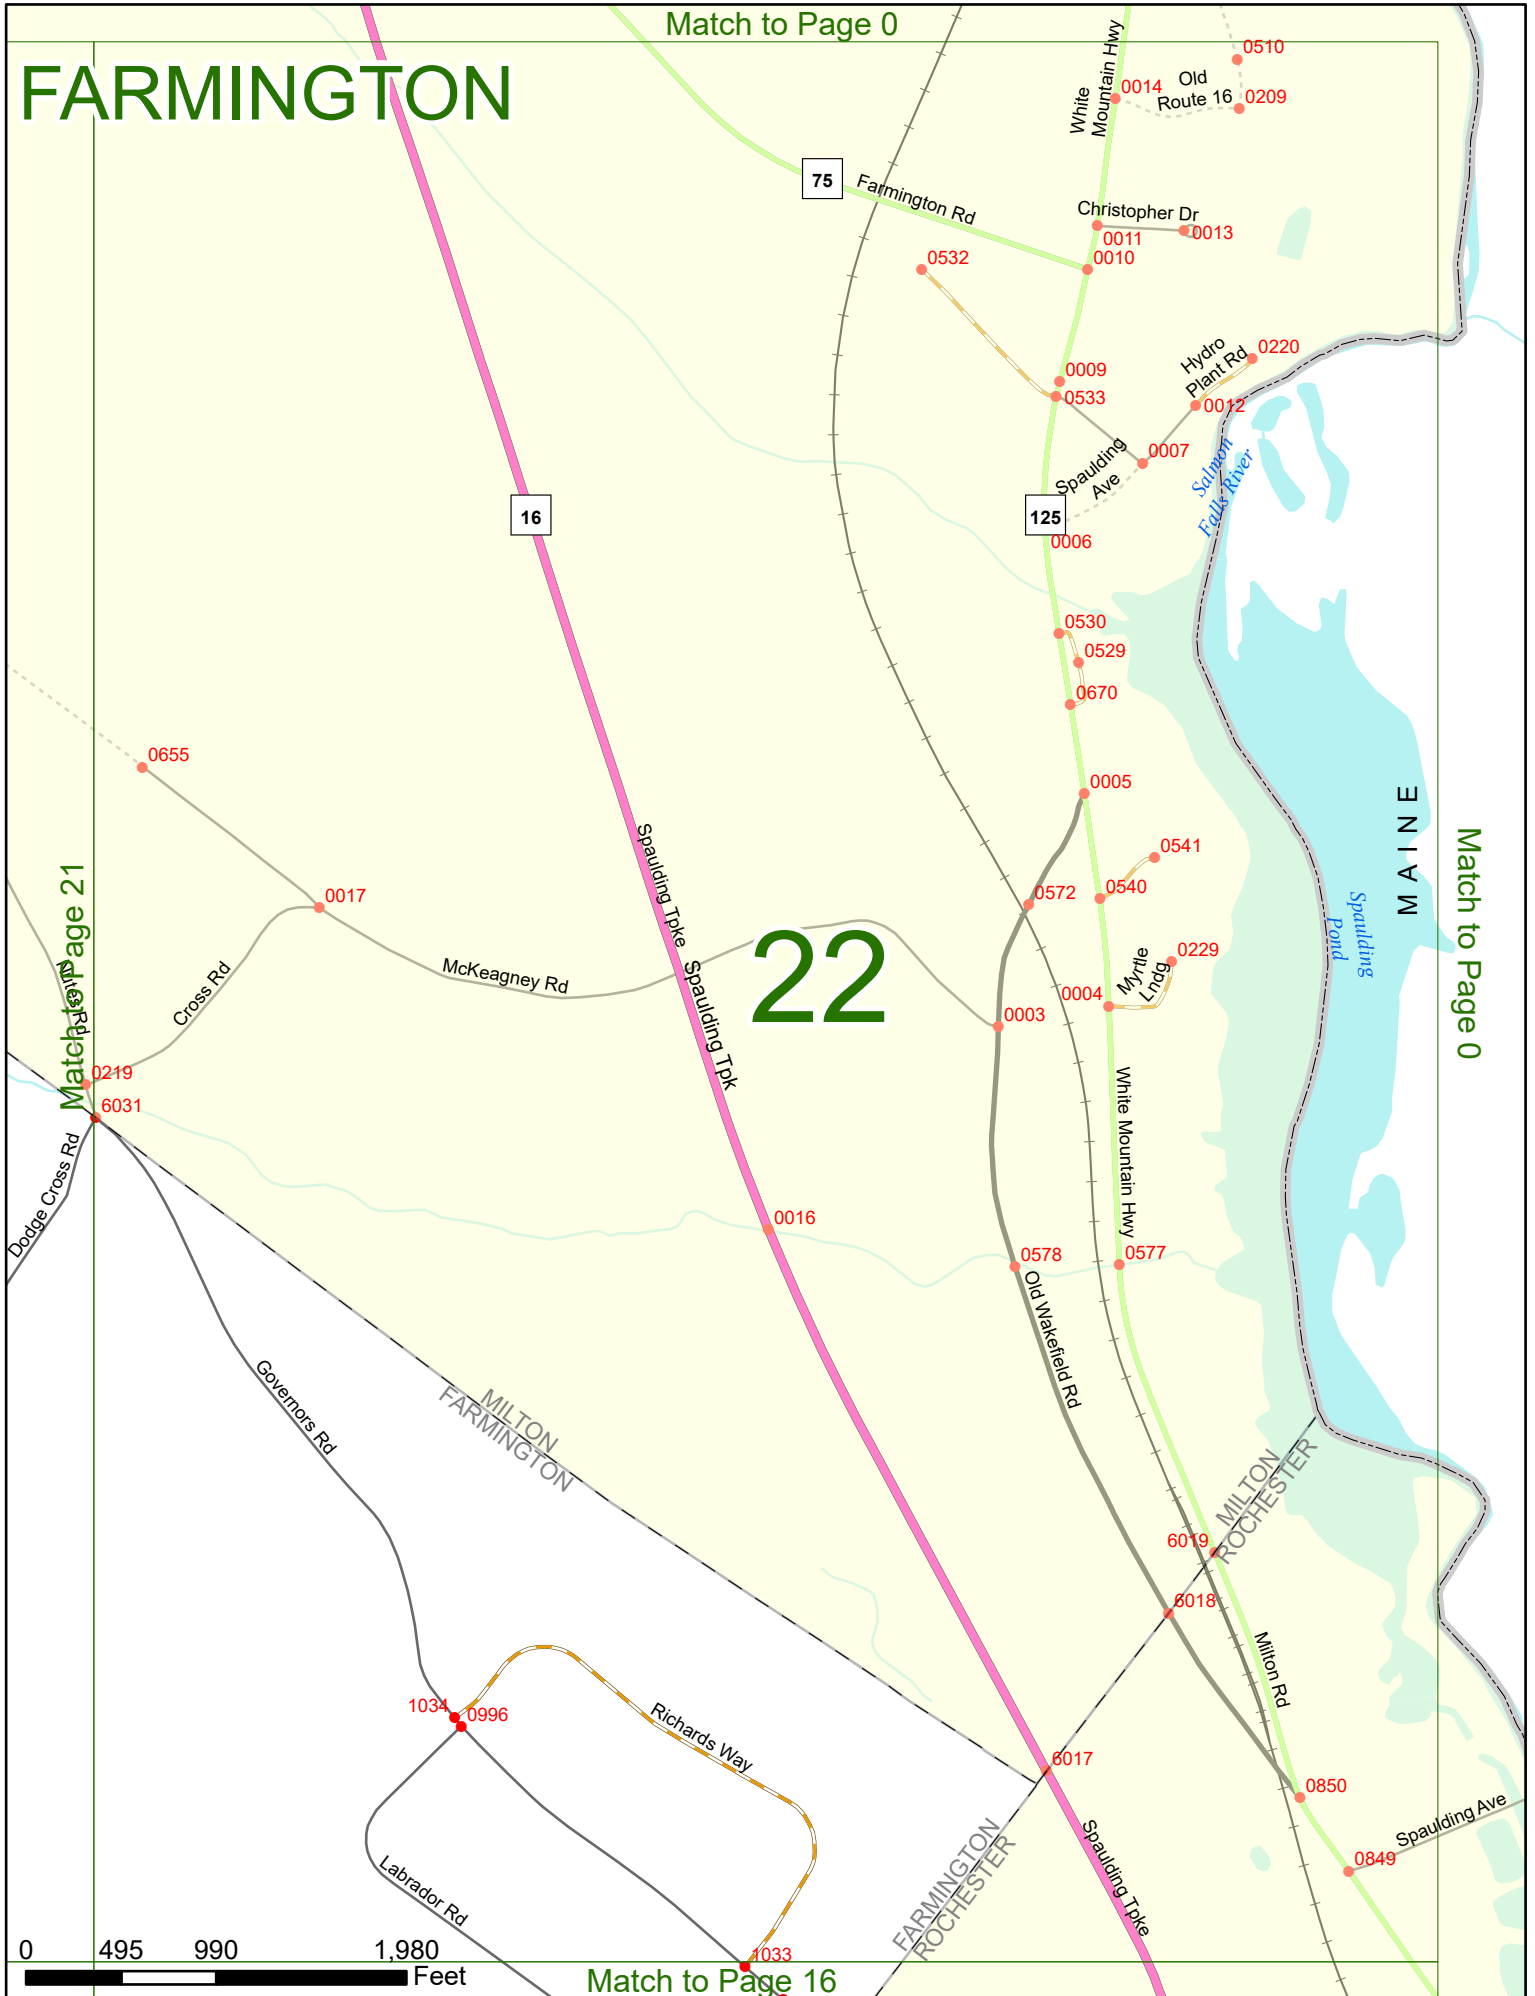 Match to Page 0
FARMINGTON
White
Mountain Hwy
0510
0014
Old
Route 16
0209
75
Farmington Rd
Christopher Dr
0011
0013
0010
0532
Hydro
Plant Rd
0220
0009
0533
0012
0007
Spaulding
Ave
Salmon
Falls River
16
125
0006
0530
0529
0670
0655
0005
MAINE
Spaulding Tpke
0541
Match to Page 21
0017
0572
0540
Match to Page 0
Spaulding
Pond
22
McKeagney Rd
Cross Rd
Nutes Rd
Spaulding Tpk
0229
Myrtle
Lndg
0004
0003
0219
6031
White Mountain Hwy
Dodge Cross Rd
0016
0578
0577
Old Wakefield Rd
Governors Rd
MILTON
FARMINGTON
MILTON
ROCHESTER
6019
6018
Milton Rd
1034
0996
Richards Way
6017
0850
Spaulding Ave
0849
Spaulding Tpke
FARMINGTON
ROCHESTER
Labrador Rd
1033
0 495 990 1,980
Feet
Match to Page 16